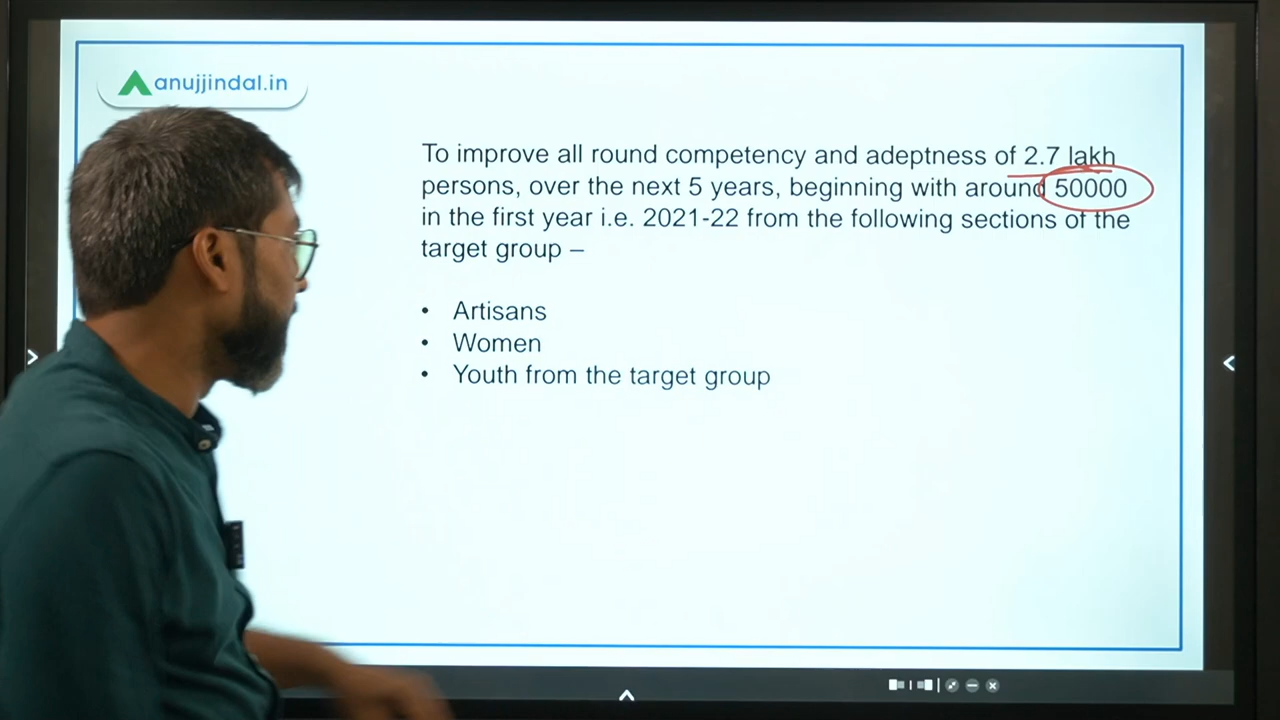 anujjindal.in
To improve all round competency and adeptness of 2.7 lakh
persons, over the next 5 years, beginning with around 50000
in the first year i.e. 2021-22 from the following sections of the
target group –
• Artisans
• Women
• Youth from the target group